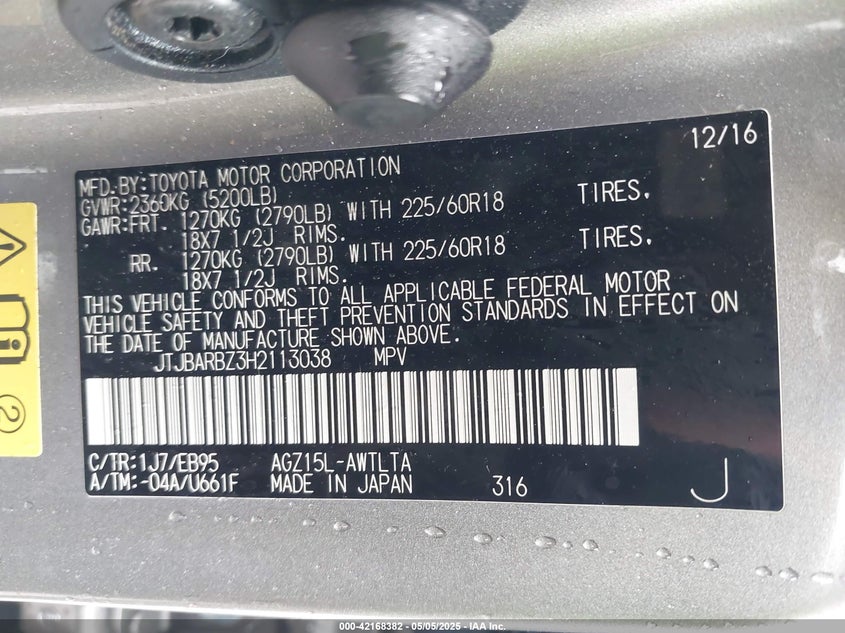 12/16
MFD.BY:TOYOTA MOTOR CORPORATION
GVWR:2360KG (5200LB)
GAWR:FRT. 1270KG (2790LB) WITH 225/60R18 TIRES,
18X7 1/2J RIMS.
RR. 1270KG (2790LB) WITH 225/60R18 TIRES,
18X7 1/2J RIMS.
THIS VEHICLE CONFORMS TO ALL APPLICABLE FEDERAL MOTOR
VEHICLE SAFETY AND THEFT PREVENTION STANDARDS IN EFFECT ON
THE DATE OF MANUFACTURE SHOWN ABOVE.
JTJBARBZ3H2113038 MPV
C/TR:1J7/EB95 AGZ15L-AWTLTA
A/TM:-04A/U661F MADE IN JAPAN 316 J
2
000-42168382 - 05/05/2025 - IAA Inc.